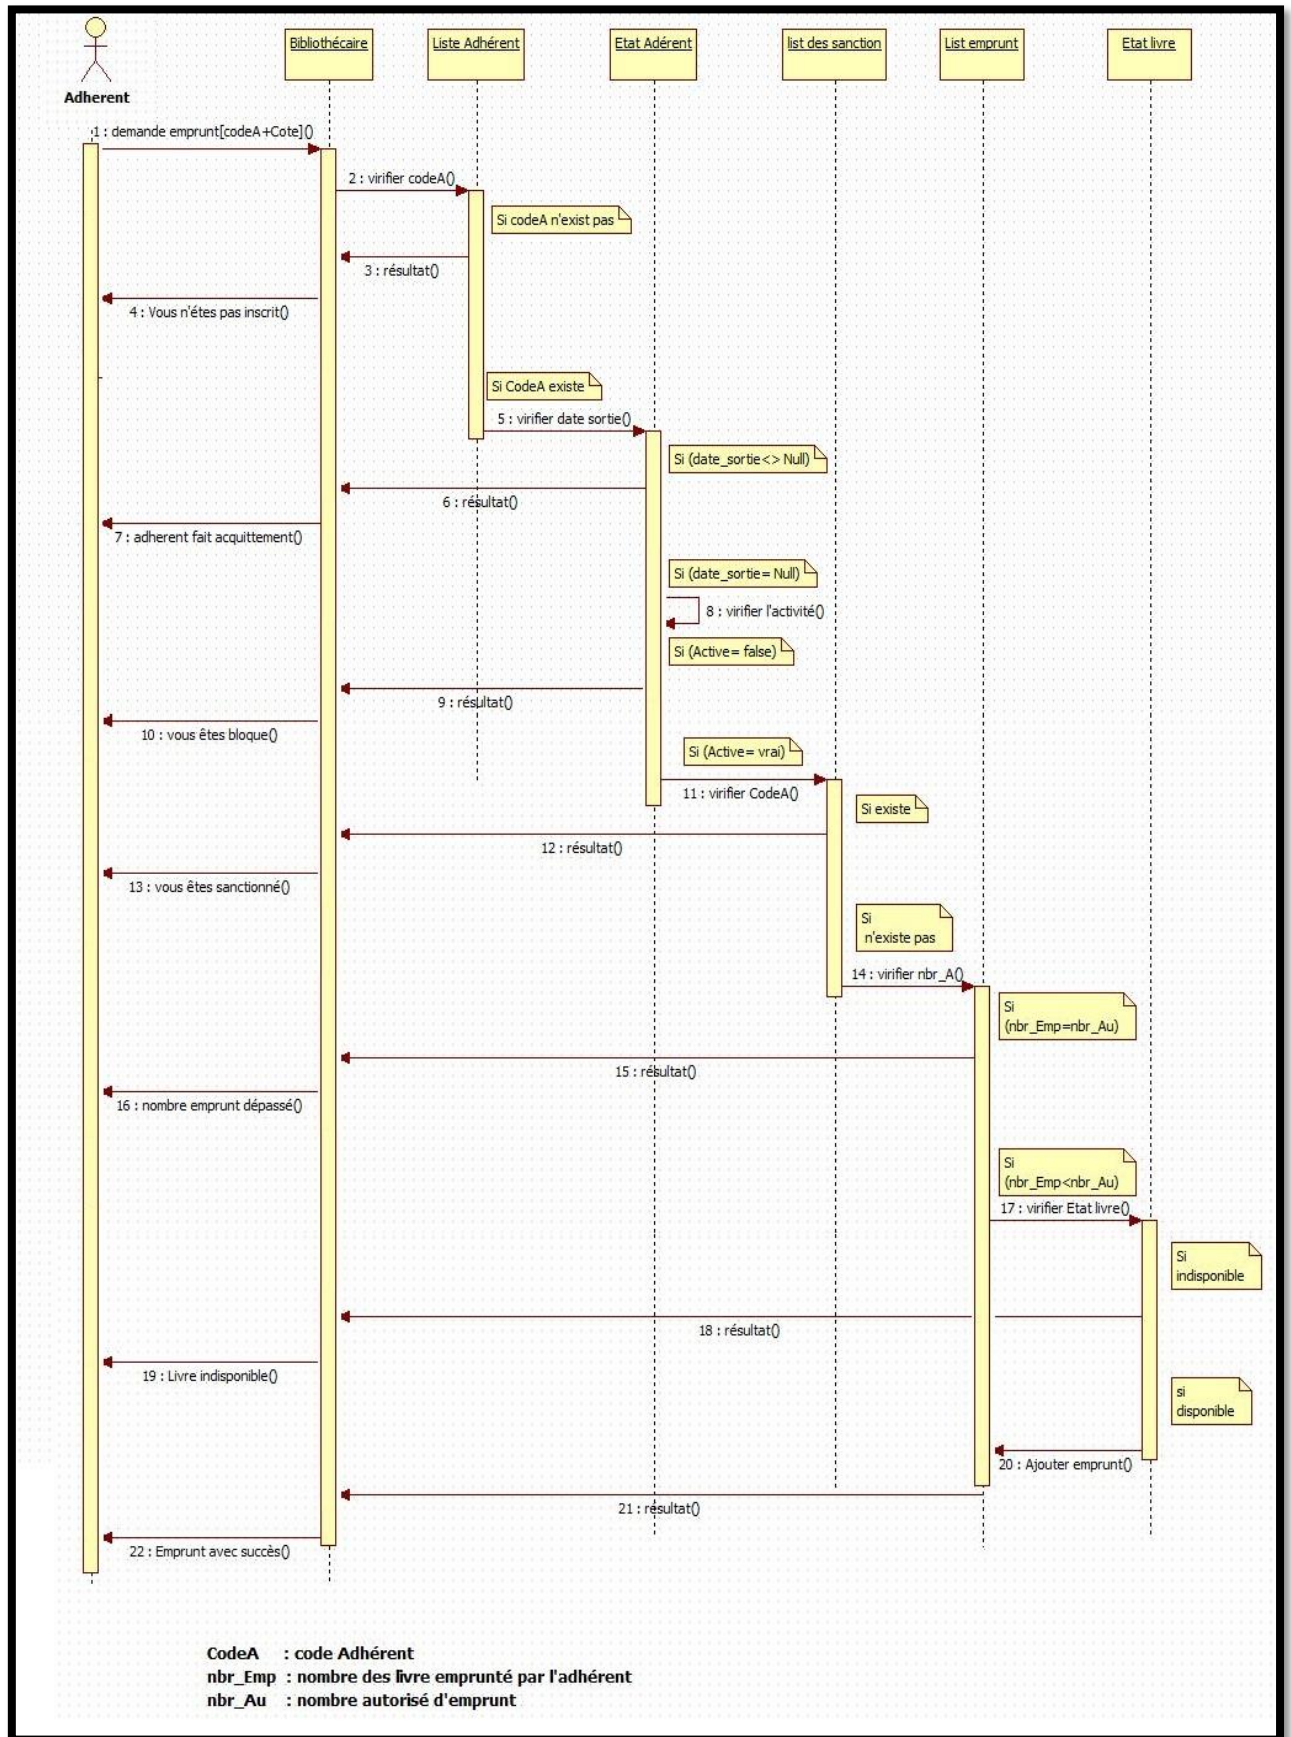 Adherent
Bibliothécaire
Liste Adhérent
Etat Adérent
list des sanction
List emprunt
Etat livre
1 : demande emprunt[codeA+Cote]()
2 : virifier codeA()
Si codeA n'exist pas
3 : résultat()
4 : Vous n'étes pas inscrit()
Si CodeA existe
5 : virifier date sortie()
Si (date_sortie<> Null)
6 : résultat()
7 : adherent fait acquittement()
Si (date_sortie= Null)
8 : virifier l'activité()
Si (Active= false)
9 : résultat()
10 : vous êtes bloque()
Si (Active= vrai)
11 : virifier CodeA()
Si existe
12 : résultat()
13 : vous êtes sanctionné()
Si
n'existe pas
14 : virifier nbr_A()
Si
(nbr_Emp=nbr_Au)
15 : résultat()
16 : nombre emprunt dépassé()
Si
(nbr_Emp<nbr_Au)
17 : virifier Etat livre()
Si
indisponible
18 : résultat()
19 : Livre indisponible()
si
disponible
20 : Ajouter emprunt()
21 : résultat()
22 : Emprunt avec succès()
CodeA : code Adhérent
nbr_Emp : nombre des livre emprunté par l'adhérent
nbr_Au : nombre autorisé d'emprunt